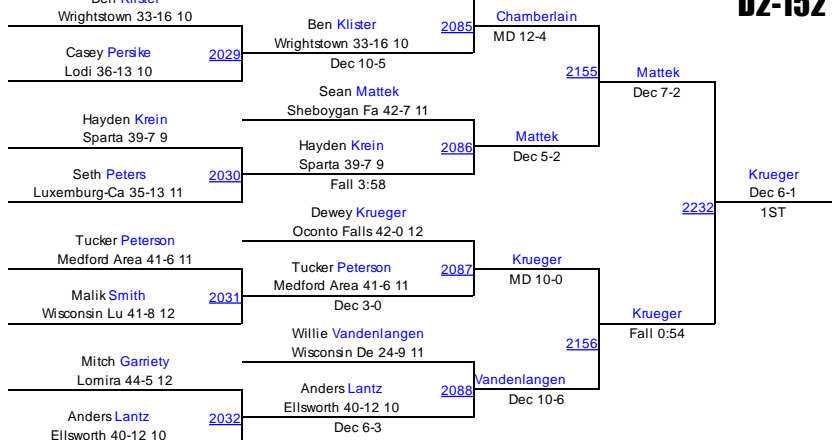 D2-152
Ben Klister
Wrightstown 33-16 10
Casey Persike
Lodi 36-13 10
2029
Hayden Krein
Sparta 39-7 9
Seth Peters
Luxemburg-Ca 35-13 11
2030
Tucker Peterson
Medford Area 41-6 11
Malik Smith
Wisconsin Lu 41-8 12
2031
Mitch Garriety
Lomira 44-5 12
Anders Lantz
Ellsworth 40-12 10
2032
Ben Klister
Wrightstown 33-16 10
Dec 10-5
2085
Sean Mattek
Sheboygan Fa 42-7 11
Hayden Krein
Sparta 39-7 9
Fall 3:58
2086
Dewey Krueger
Oconto Falls 42-0 12
Tucker Peterson
Medford Area 41-6 11
Dec 3-0
2087
Willie Vandenlangen
Wisconsin De 24-9 11
Anders Lantz
Ellsworth 40-12 10
Dec 6-3
2088
Chamberlain
MD 12-4
Mattek
Dec 5-2
2155
Krueger
MD 10-0
Vandenlangen
Dec 10-6
2156
Mattek
Dec 7-2
Krueger
Fall 0:54
2232
Krueger
Dec 6-1
1ST